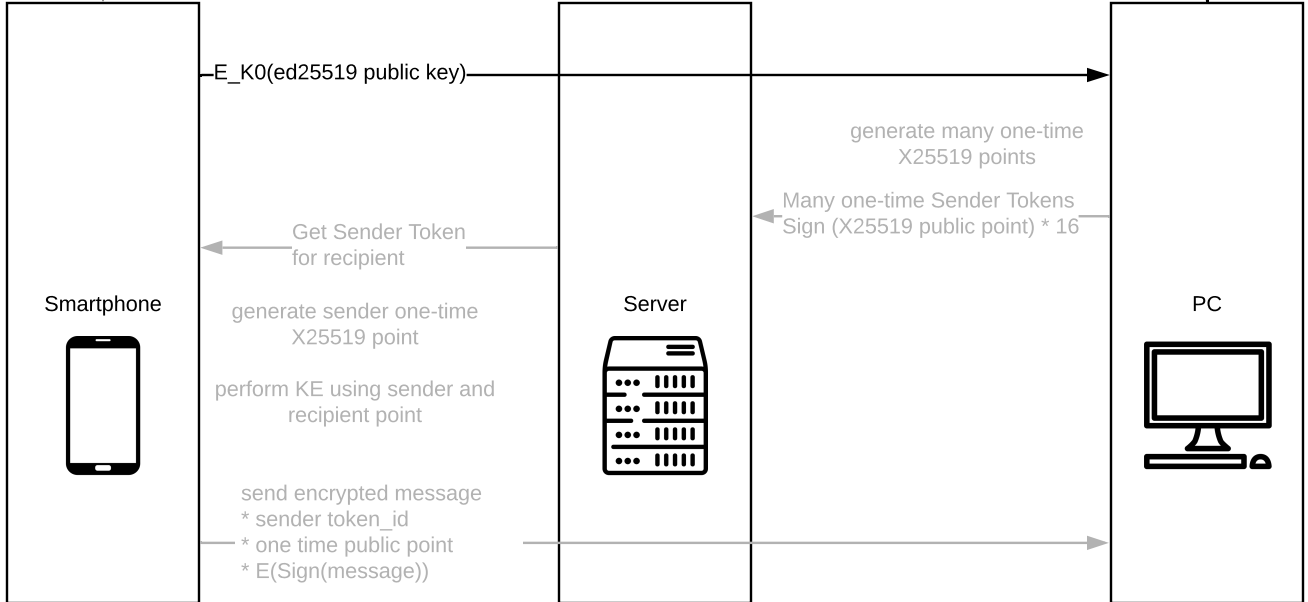 E_K0(ed25519 public key)
generate many one-time
X25519 points
Many one-time Sender Tokens
Sign (X25519 public point) * 16
Get Sender Token
for recipient
Smartphone
Server
PC
generate sender one-time
X25519 point
perform KE using sender and
recipient point
send encrypted message
* sender token_id
* one time public point
* E(Sign(message))